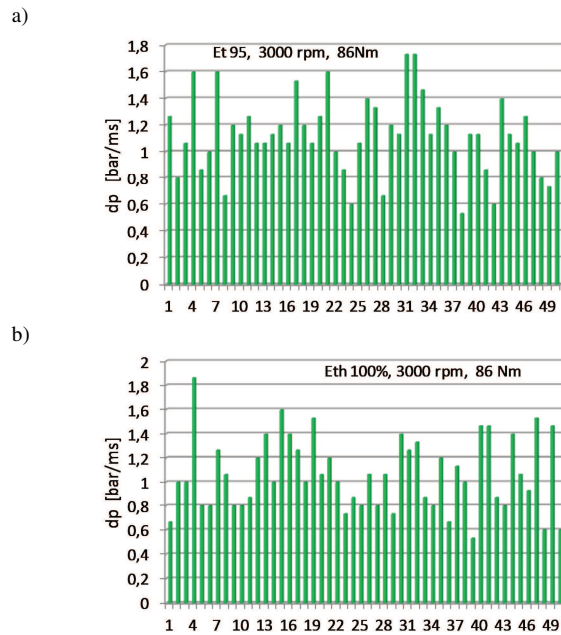 a)
Et 95, 3000 rpm, 86Nm
dp [bar/ms]
1,8
1,6
1,4
1,2
1
0,8
0,6
0,4
0,2
0
1 4 7 10 13 16 19 22 25 28 31 34 37 40 43 46 49
b)
Eth 100%, 3000 rpm, 86 Nm
dp [bar/ms]
2
1,8
1,6
1,4
1,2
1
0,8
0,6
0,4
0,2
0
1 4 7 10 13 16 19 22 25 28 31 34 37 40 43 46 49